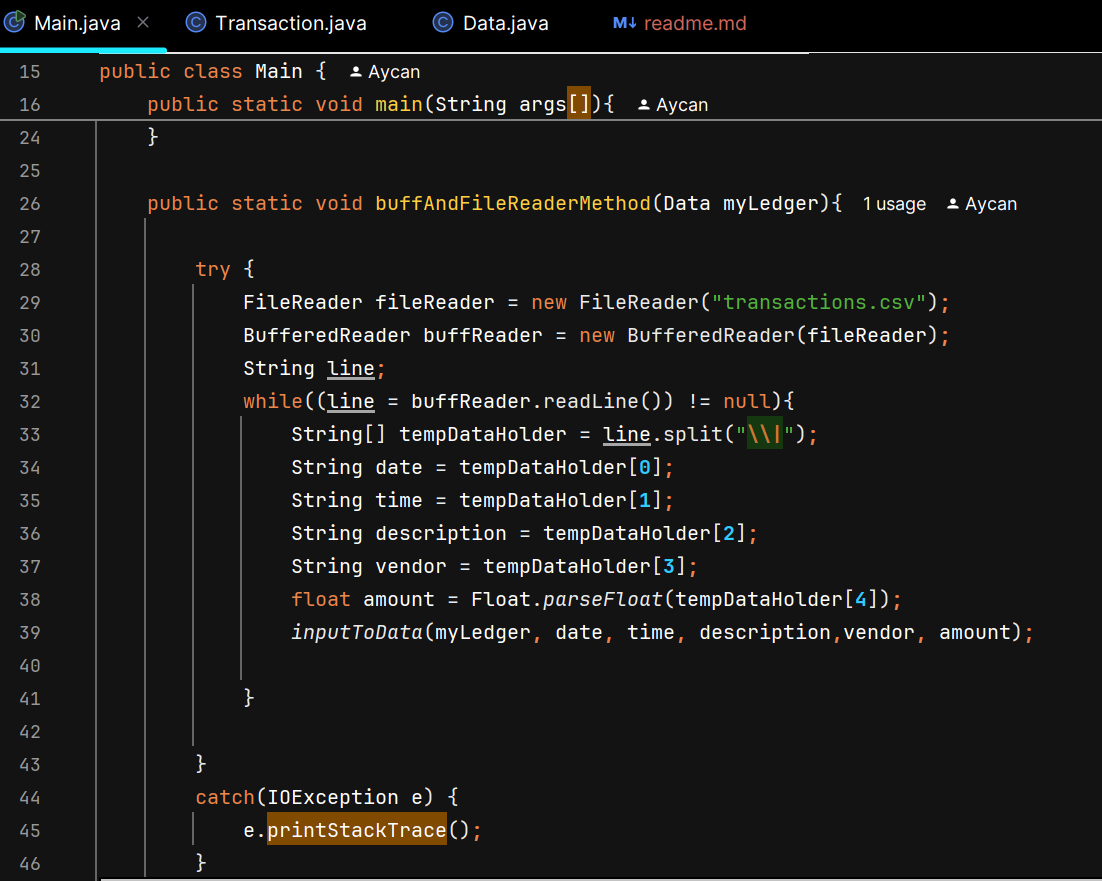 Main.java
Transaction.java
Data.java
M↓ readme.md
15 public class Main { Aycan
16 public static void main(String args[]){ Aycan
24 }
25
26 public static void buffAndFileReaderMethod(Data myLedger){ 1 usage Aycan
27
28 try {
29 FileReader fileReader = new FileReader("transactions.csv");
30 BufferedReader buffReader = new BufferedReader(fileReader);
31 String line;
32 while((line = buffReader.readLine()) != null){
33 String[] tempDataHolder = line.split("\\|");
34 String date = tempDataHolder[0];
35 String time = tempDataHolder[1];
36 String description = tempDataHolder[2];
37 String vendor = tempDataHolder[3];
38 float amount = Float.parseFloat(tempDataHolder[4]);
39 inputToData(myLedger, date, time, description,vendor, amount);
40
41 }
42
43 }
44 catch(IOException e) {
45 e.printStackTrace();
46 }